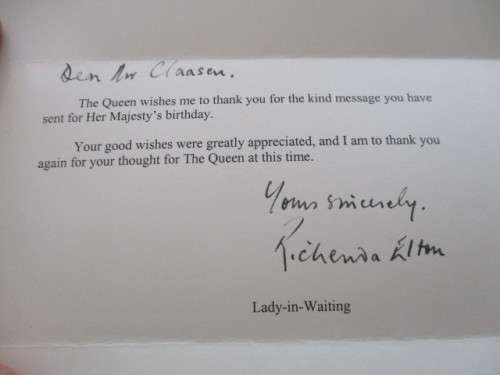 Dear Mr Claasen.
The Queen wishes me to thank you for the kind message you have
sent for Her Majesty's birthday.
Your good wishes were greatly appreciated, and I am to thank you
again for your thought for The Queen at this time.
Yours sincerely.
Richenda Elton
Lady-in-Waiting